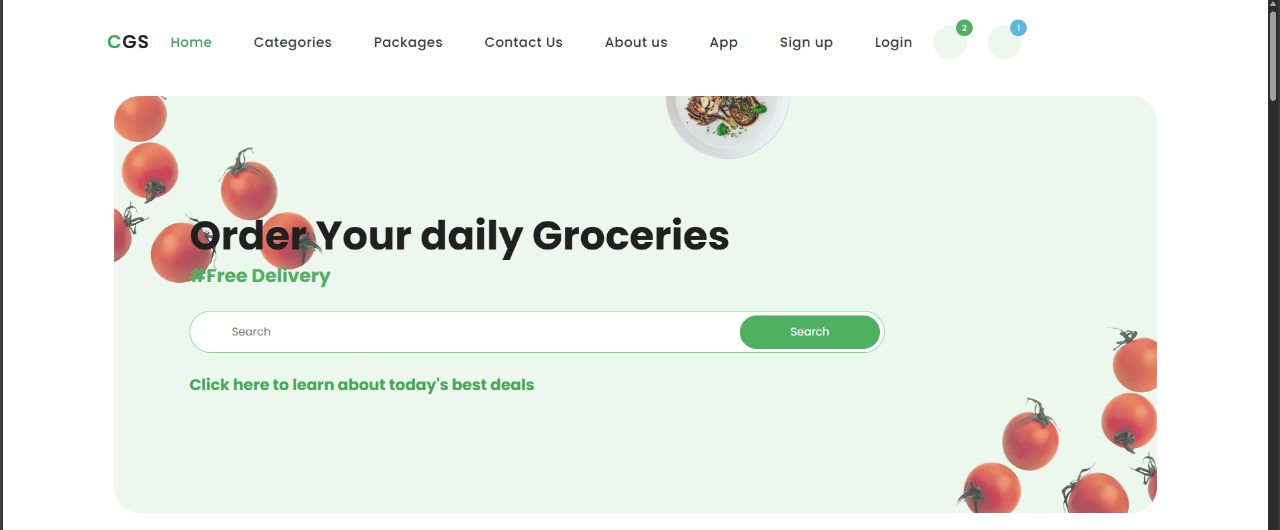 CGS Home Categories Packages Contact Us About us App Sign up Login 2 1
Order Your daily Groceries
#Free Delivery
Search Search
Click here to learn about today's best deals